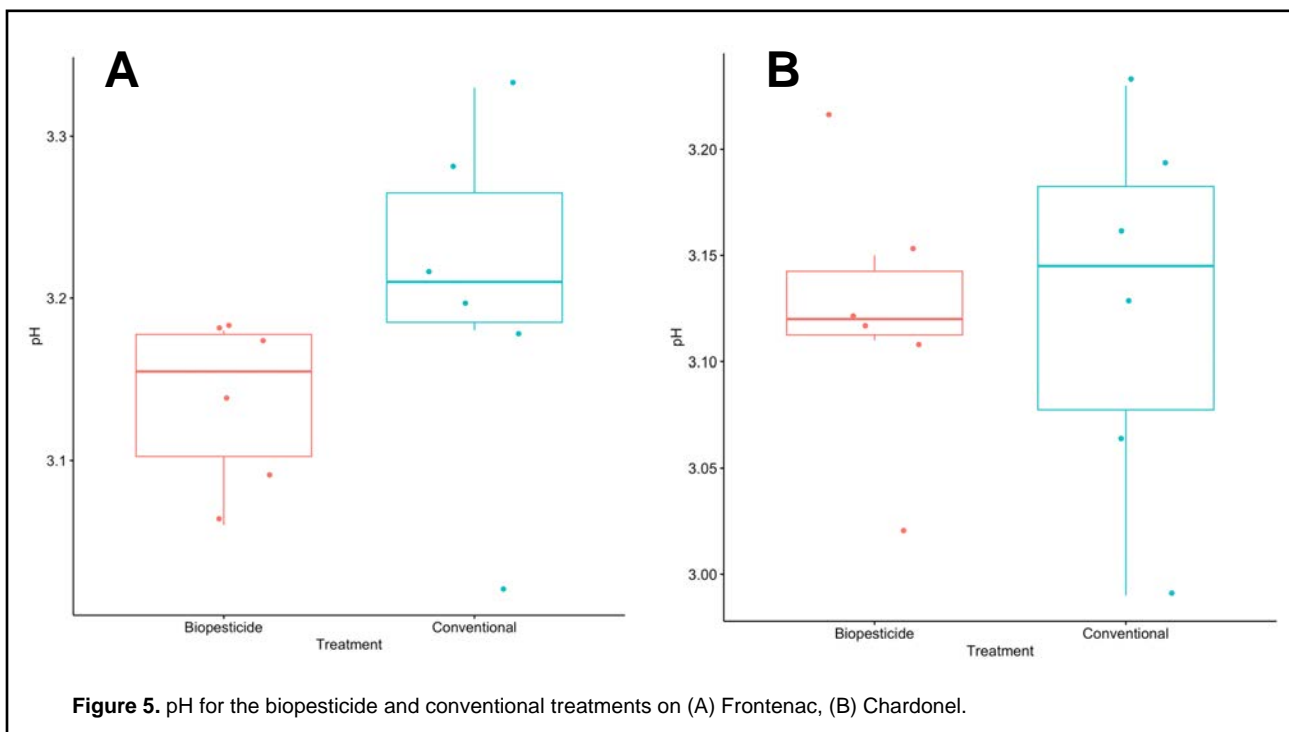 A
3.3
3.2
3.1
pH
Biopesticide
Conventional
Treatment
B
3.20
3.15
3.10
3.05
3.00
pH
Biopesticide
Conventional
Treatment
Figure 5. pH for the biopesticide and conventional treatments on (A) Frontenac, (B) Chardonel.